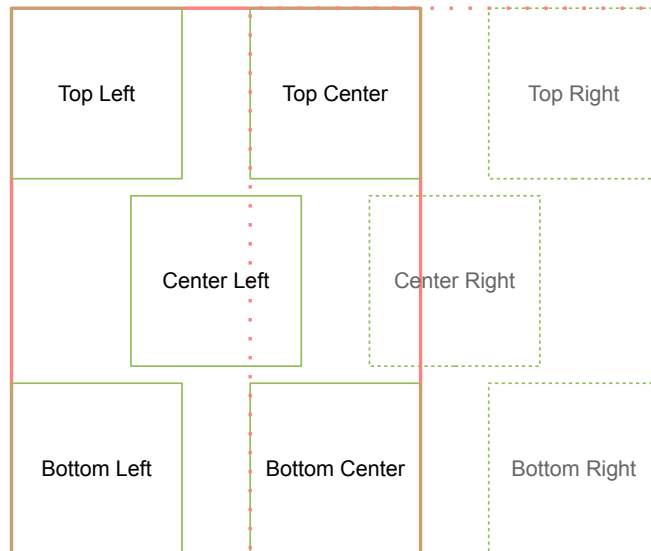 Top Left
Top Center
Top Right
Center Left
Center Right
Bottom Left
Bottom Center
Bottom Right